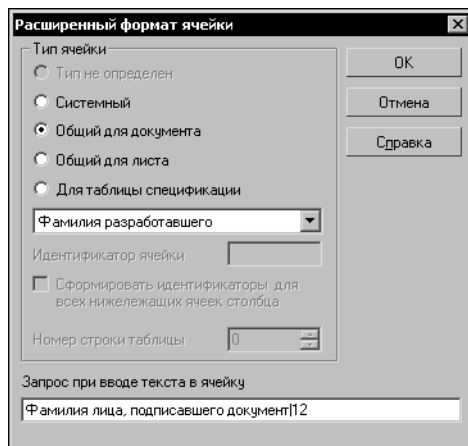 Расширенный формат ячейки
Тип ячейки
Тип не определен
Системный
Общий для документа
Общий для листа
Для таблицы спецификации
Фамилия разработавшего
Идентификатор ячейки
Сформировать идентификаторы для
всех нижележащих ячеек столбца
Номер строки таблицы
0
OK
Отмена
Справка
Запрос при вводе текста в ячейку
Фамилия лица, подписавшего документ|12